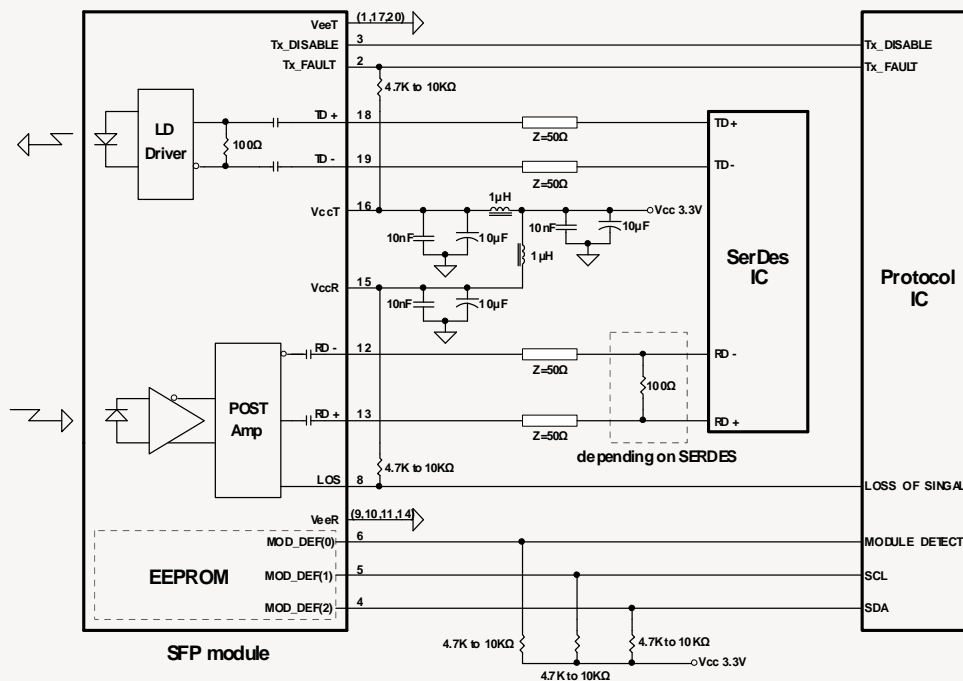 VeeT (1,17,20)
Tx_DISABLE 3 Tx_DISABLE
Tx_FAULT 2 Tx_FAULT
4.7K to 10KΩ
LD
Driver
100Ω
TD+ 18 TD+
Z=50Ω
TD- 19 TD-
Z=50Ω
VccT 16
1μH
Vcc 3.3V
10nF
10μF
10nF
10μF
1μH
SerDes
IC
Protocol
IC
VccR 15
10nF
10μF
RD- 12 RD-
Z=50Ω
100Ω
POST
Amp
RD+ 13 RD+
Z=50Ω
depending on SERDES
4.7K to 10KΩ
LOS 8 LOSS OF SINGAL
VeeR (9,10,11,14)
EEPROM
MOD_DEF(0) 6 MODULE DETECT
MOD_DEF(1) 5 SCL
MOD_DEF(2) 4 SDA
4.7K to 10KΩ
4.7K to 10KΩ
4.7K to 10KΩ
Vcc 3.3V
SFP module